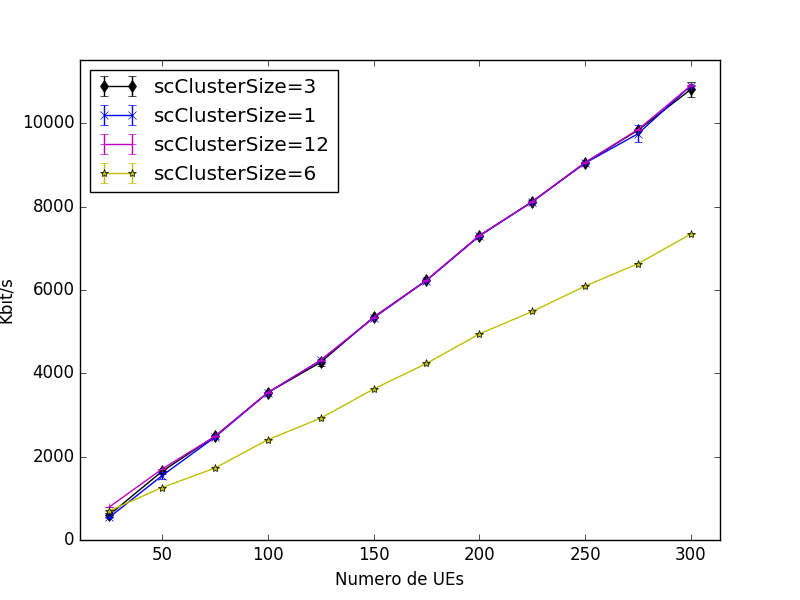 scClusterSize=3
scClusterSize=1
scClusterSize=12
scClusterSize=6
Kbit/s
10000
8000
6000
4000
2000
0
50 100 150 200 250 300
Numero de UEs